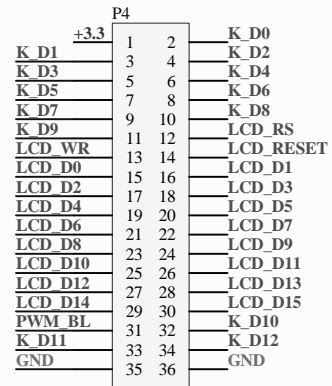 P4
+3.3 1 2 K_D0
K_D1 3 4 K_D2
K_D3 5 6 K_D4
K_D5 7 8 K_D6
K_D7 9 10 K_D8
K_D9 11 12 LCD_RS
LCD_WR 13 14 LCD_RESET
LCD_D0 15 16 LCD_D1
LCD_D2 17 18 LCD_D3
LCD_D4 19 20 LCD_D5
LCD_D6 21 22 LCD_D7
LCD_D8 23 24 LCD_D9
LCD_D10 25 26 LCD_D11
LCD_D12 27 28 LCD_D13
LCD_D14 29 30 LCD_D15
PWM_BL 31 32 K_D10
K_D11 33 34 K_D12
GND 35 36 GND